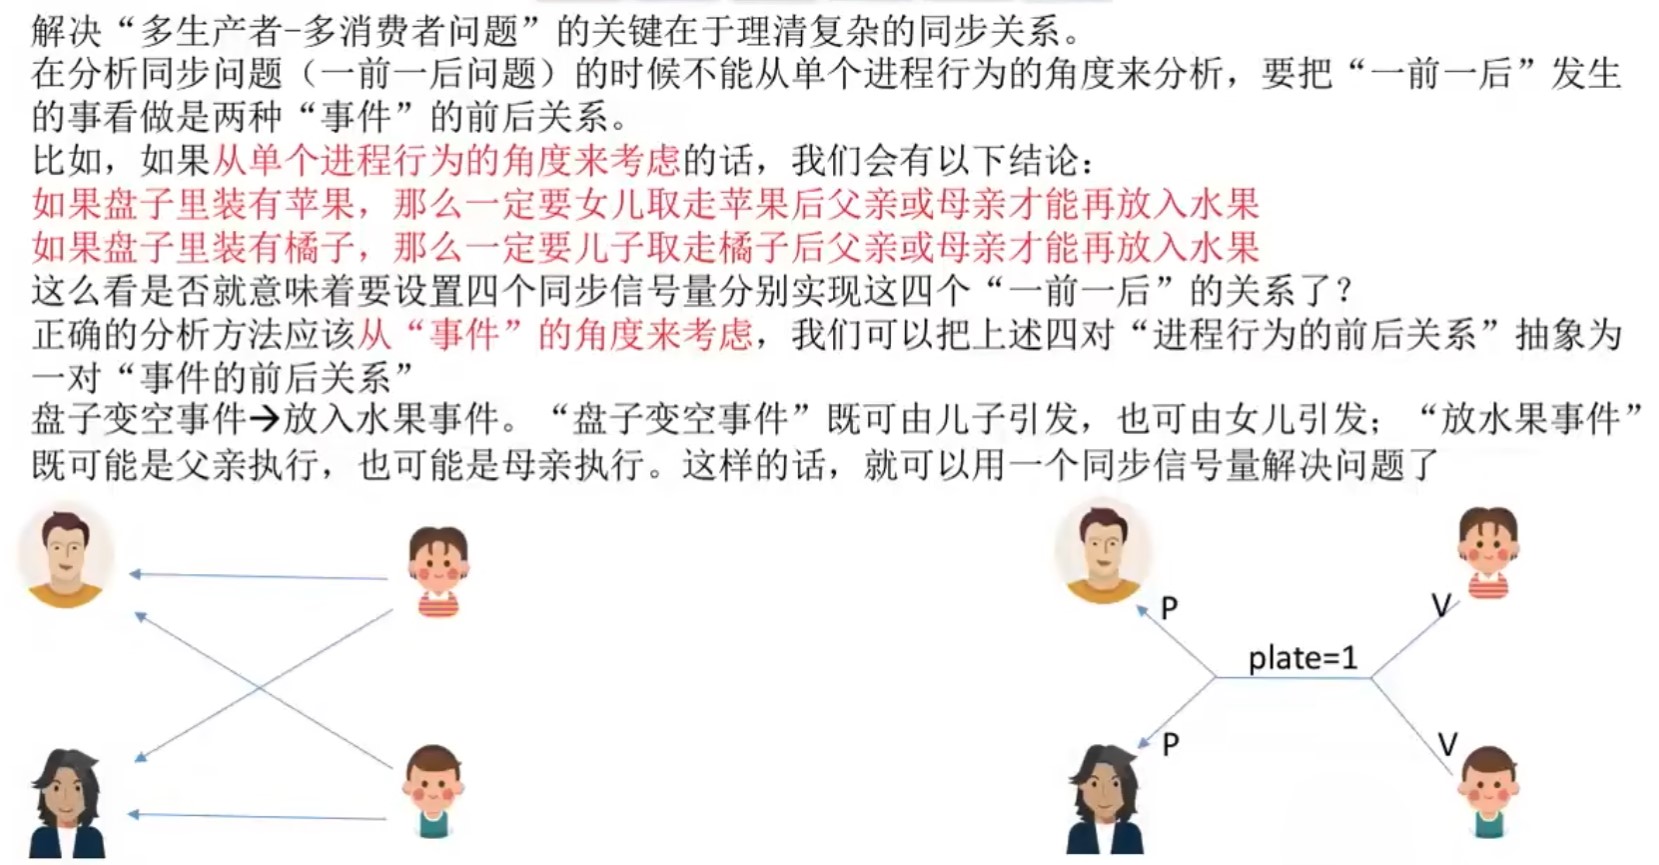 解决“多生产者-多消费者问题”的关键在于理清复杂的同步关系。
在分析同步问题（一前一后问题）的时候不能从单个进程行为的角度来分析，要把“一前一后”发生
的事看做是两种“事件”的前后关系。
比如，如果从单个进程行为的角度来考虑的话，我们会有以下结论：
如果盘子里装有苹果，那么一定要女儿取走苹果后父亲或母亲才能再放入水果
如果盘子里装有橘子，那么一定要儿子取走橘子后父亲或母亲才能再放入水果
这么看是否就意味着要设置四个同步信号量分别实现这四个“一前一后”的关系了？
正确的分析方法应该从“事件”的角度来考虑，我们可以把上述四对“进程行为的前后关系”抽象为
一对“事件的前后关系”
盘子变空事件→放入水果事件。“盘子变空事件”既可由儿子引发，也可由女儿引发；“放水果事件”
既可能是父亲执行，也可能是母亲执行。这样的话，就可以用一个同步信号量解决问题了
P
V
plate=1
P
V